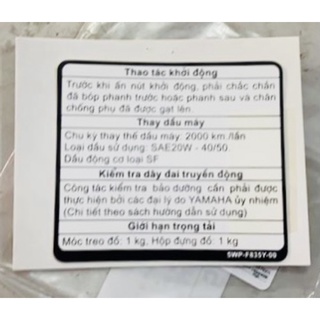 Thao tác khởi động
Trước khi ấn nút khởi động, phải chắc chắn
đã bóp phanh trước hoặc phanh sau và chân
chống phụ đã được gạt lên.
Thay dầu máy
Chu kỳ thay thế dầu máy: 2000 km./lần
Loại dầu sử dụng: SAE20W - 40/50.
Dầu động cơ loại SF
Kiểm tra dây đai truyền động
Công tác kiểm tra bảo dưỡng cần phải được
thực hiện bởi các đại lý do YAMAHA ủy nhiệm
(Chi tiết theo sách hướng dẫn sử dụng)
Giới hạn trọng tải
Móc treo đồ: 1 kg, Hộp đựng đồ: 1 kg
5WP-F835Y-00